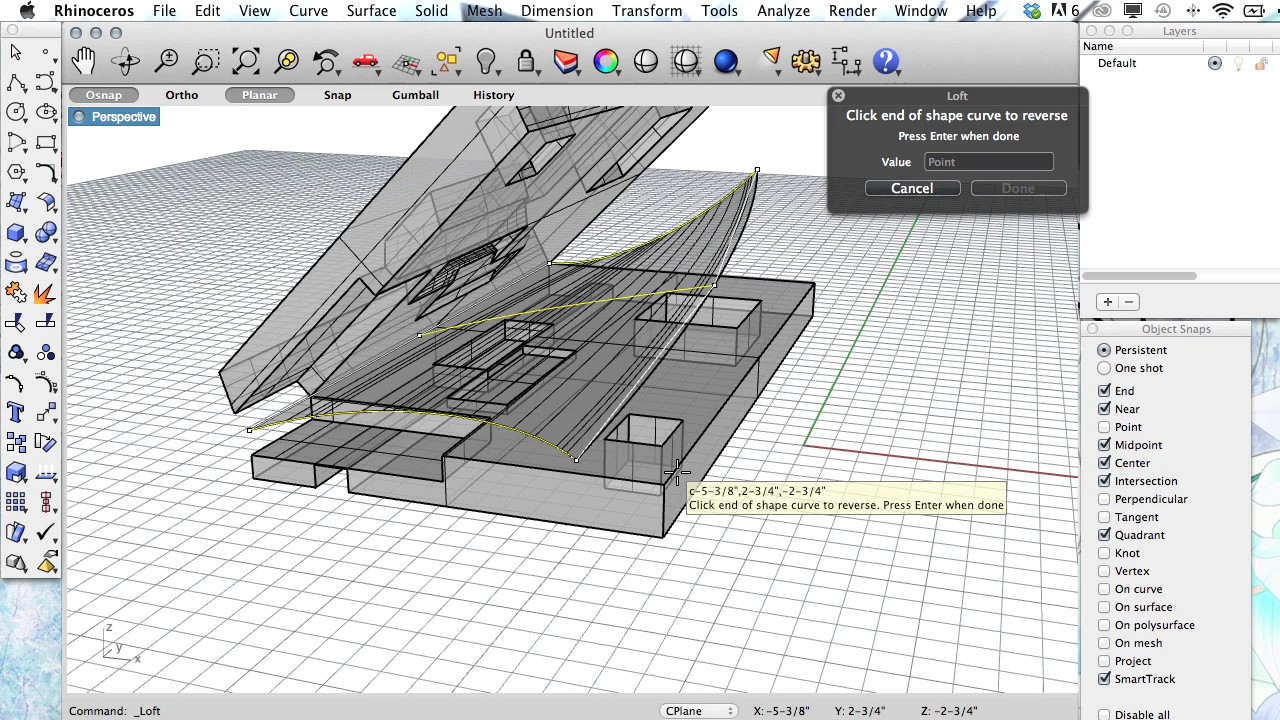 Rhinoceros File Edit View Curve Surface Solid Mesh Dimension Transform Tools Analyze Render Window Help 6
Untitled
Layers
Name
Default
Osnap Ortho Planar Snap Gumball History
Perspective
Loft
Click end of shape curve to reverse
Press Enter when done
Value Point
Cancel Done
+ −
Object Snaps
Persistent
One shot
End
Near
Point
Midpoint
Center
Intersection
Perpendicular
Tangent
Quadrant
Knot
Vertex
On curve
On surface
On polysurface
On mesh
Project
SmartTrack
Disable all
c-5-3/8",2-3/4",-2-3/4"
Click end of shape curve to reverse. Press Enter when done
z
y
x
Command: _Loft
CPlane X: -5-3/8" Y: 2-3/4" Z: -2-3/4"